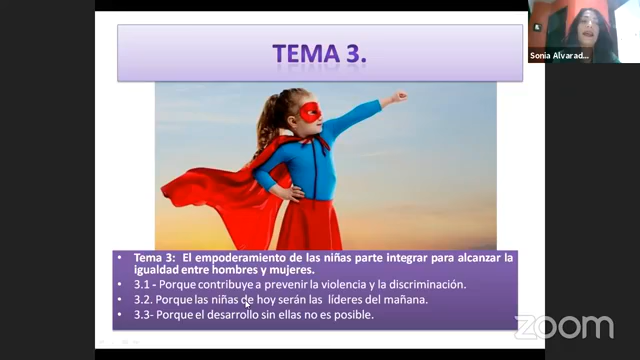 TEMA 3.
Sonia Alvarad...
• Tema 3: El empoderamiento de las niñas parte integrar para alcanzar la
igualdad entre hombres y mujeres.
• 3.1 - Porque contribuye a prevenir la violencia y la discriminación.
• 3.2. Porque las niñas de hoy serán las líderes del mañana.
• 3.3- Porque el desarrollo sin ellas no es posible.
zoom